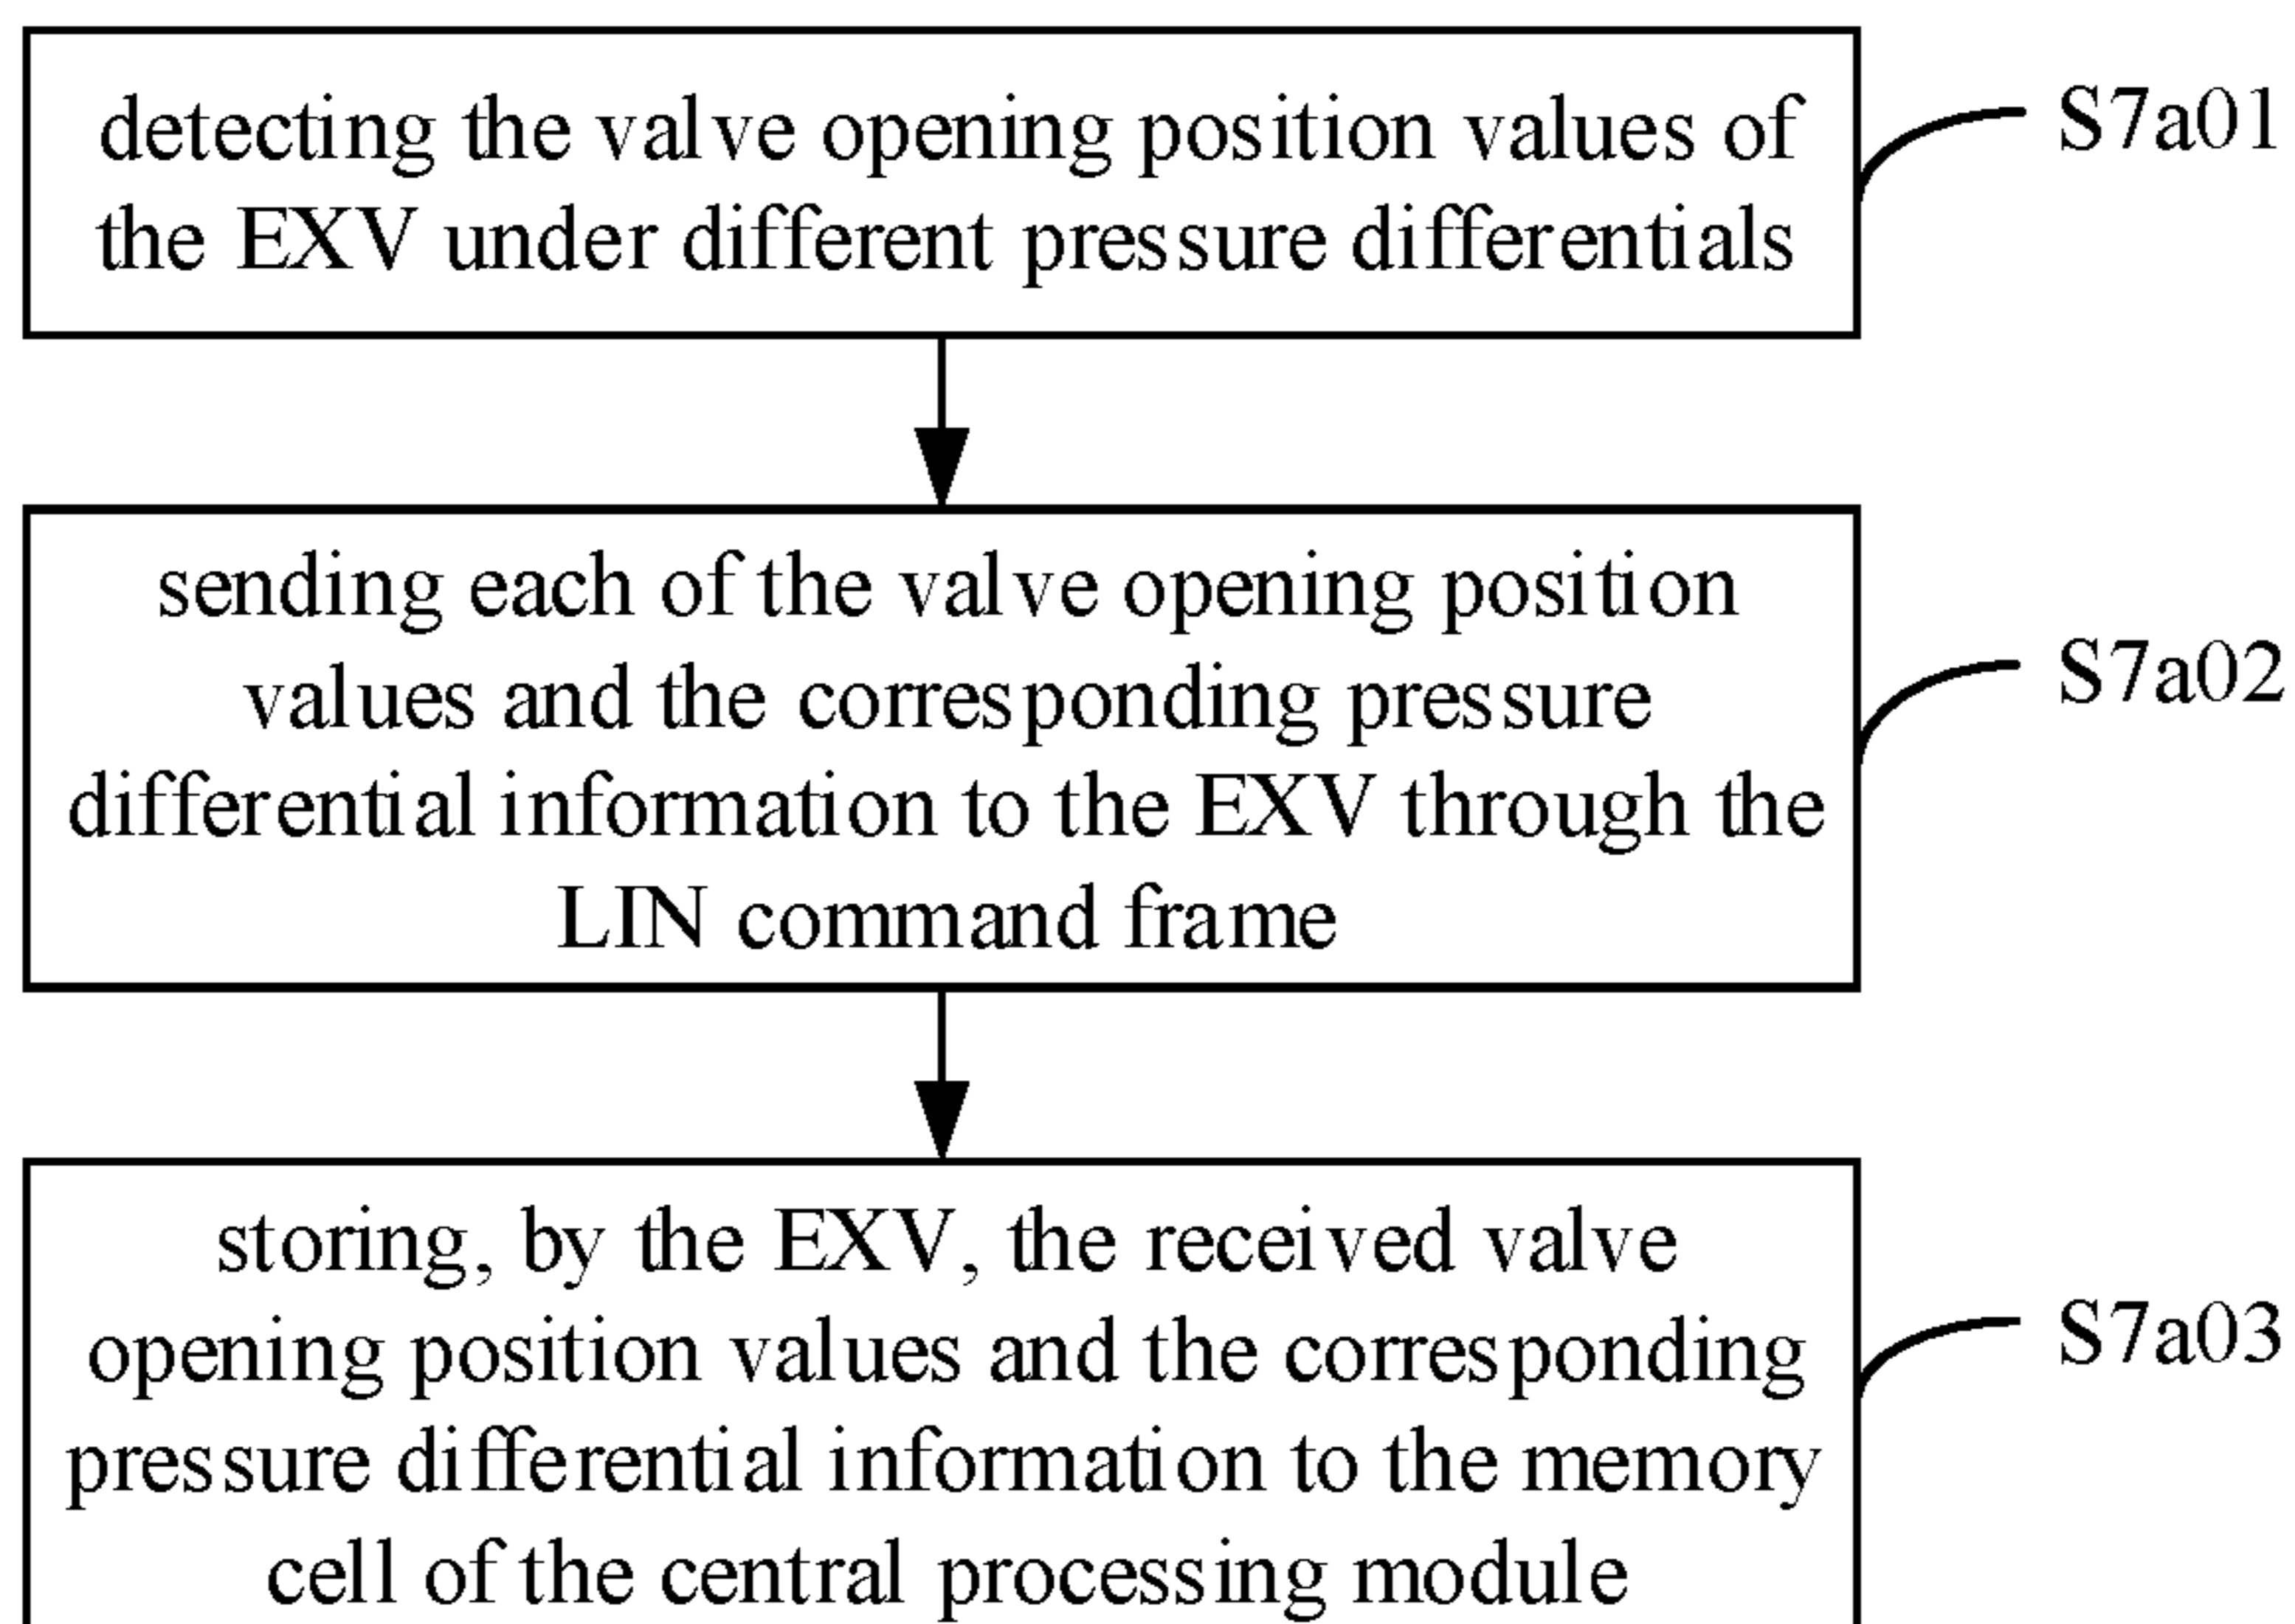 detecting the valve opening position values of
the EXV under different pressure differentials
S7a01
sending each of the valve opening position
values and the corresponding pressure
differential information to the EXV through the
LIN command frame
S7a02
storing, by the EXV, the received valve
opening position values and the corresponding
pressure differential information to the memory
cell of the central processing module
S7a03